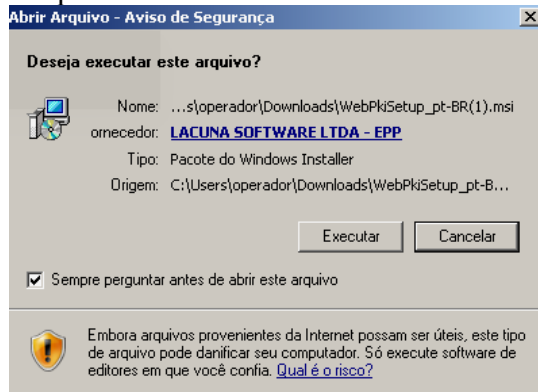 Abrir Arquivo - Aviso de Segurança
Deseja executar este arquivo?
Nome: ...s\operador\Downloads\WebPkiSetup_pt-BR(1).msi
ornecedor: LACUNA SOFTWARE LTDA - EPP
Tipo: Pacote do Windows Installer
Origem: C:\Users\operador\Downloads\WebPkiSetup_pt-B...
Executar Cancelar
Sempre perguntar antes de abrir este arquivo
Embora arquivos provenientes da Internet possam ser úteis, este tipo
de arquivo pode danificar seu computador. Só execute software de
editores em que você confia. Qual é o risco?